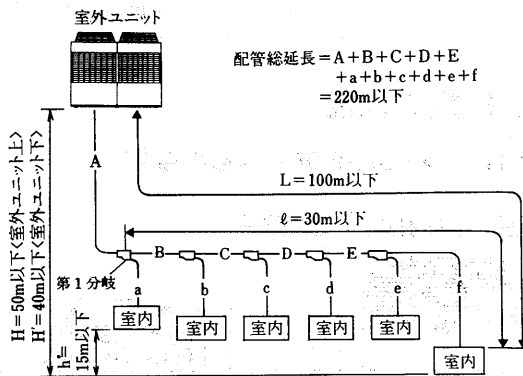 室外ユニット
配管総延長=A+B+C+D+E
+a+b+c+d+e+f
=220m以下
A
L=100m以下
ℓ=30m以下
B
C
D
E
第1分岐
a
b
c
d
e
f
室内
室内
室内
室内
室内
室内
H=50m以下<室外ユニット上>
H'=40m以下<室外ユニット下>
h'=
15m以下